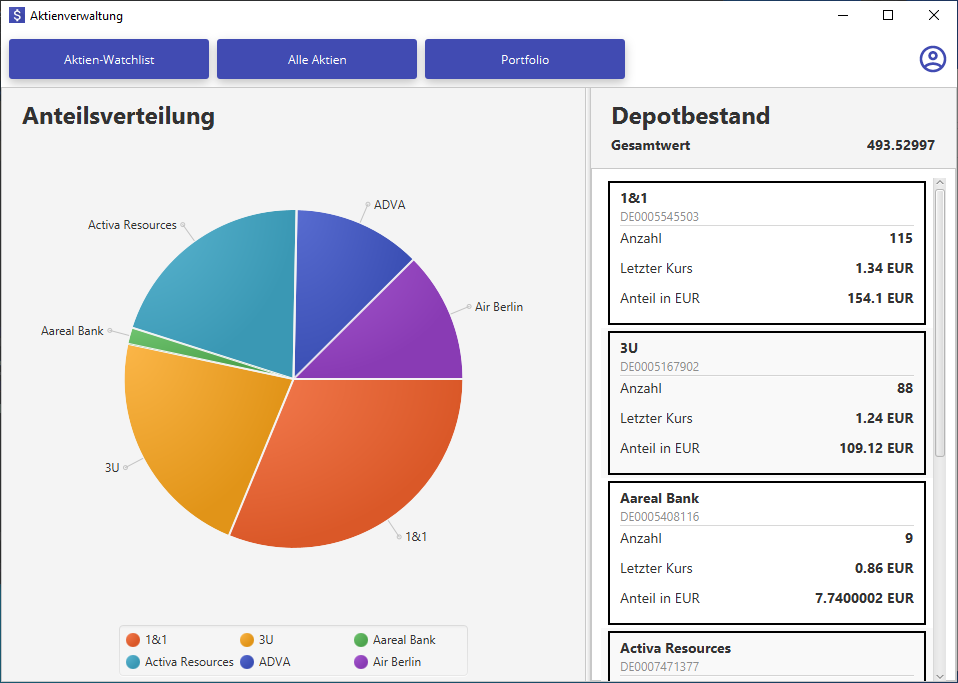 $ Aktienverwaltung
Aktien-Watchlist
Alle Aktien
Portfolio
Anteilsverteilung
ADVA
Activa Resources
Air Berlin
Aareal Bank
3U
1&1
1&1 3U Aareal Bank
Activa Resources ADVA Air Berlin
Depotbestand
Gesamtwert 493.52997
1&1
DE0005545503
Anzahl 115
Letzter Kurs 1.34 EUR
Anteil in EUR 154.1 EUR
3U
DE0005167902
Anzahl 88
Letzter Kurs 1.24 EUR
Anteil in EUR 109.12 EUR
Aareal Bank
DE0005408116
Anzahl 9
Letzter Kurs 0.86 EUR
Anteil in EUR 7.7400002 EUR
Activa Resources
DE0007471377